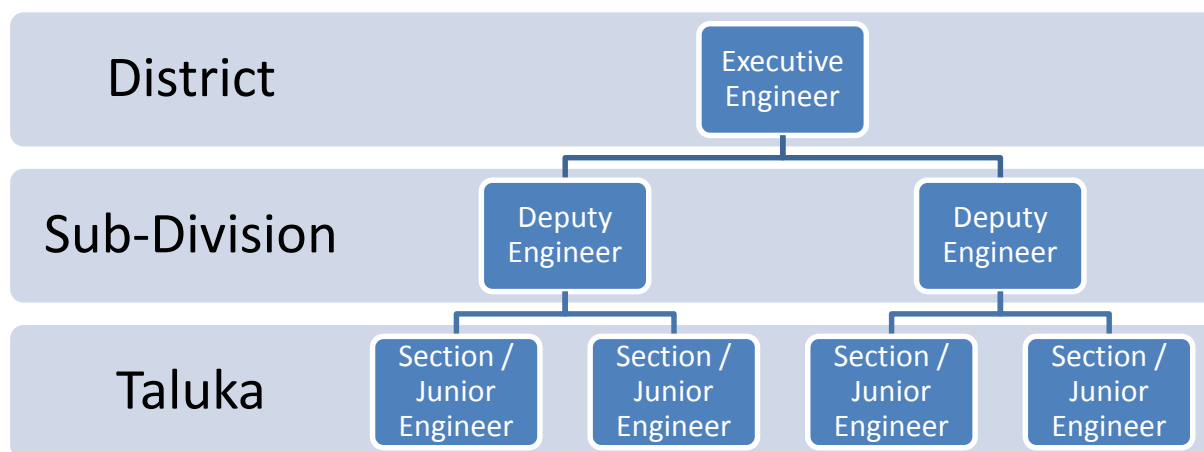 District
Executive
Engineer
Sub-Division
Deputy
Engineer
Deputy
Engineer
Taluka
Section /
Junior
Engineer
Section /
Junior
Engineer
Section /
Junior
Engineer
Section /
Junior
Engineer